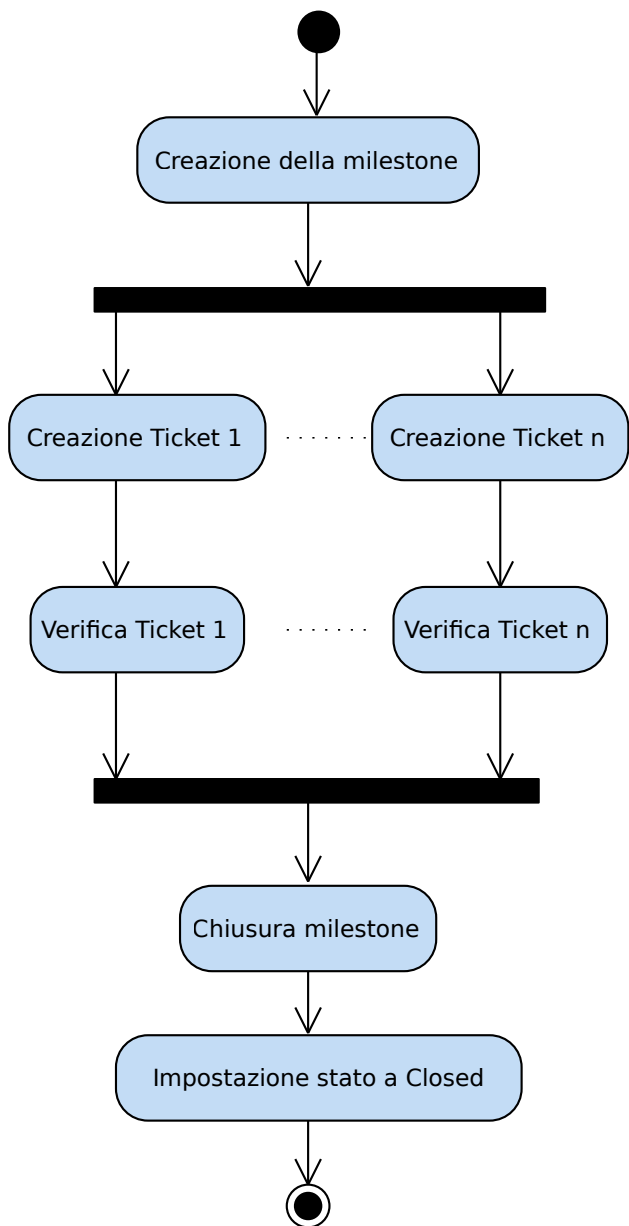 Creazione della milestone
Creazione Ticket 1
Creazione Ticket n
Verifica Ticket 1
Verifica Ticket n
Chiusura milestone
Impostazione stato a Closed